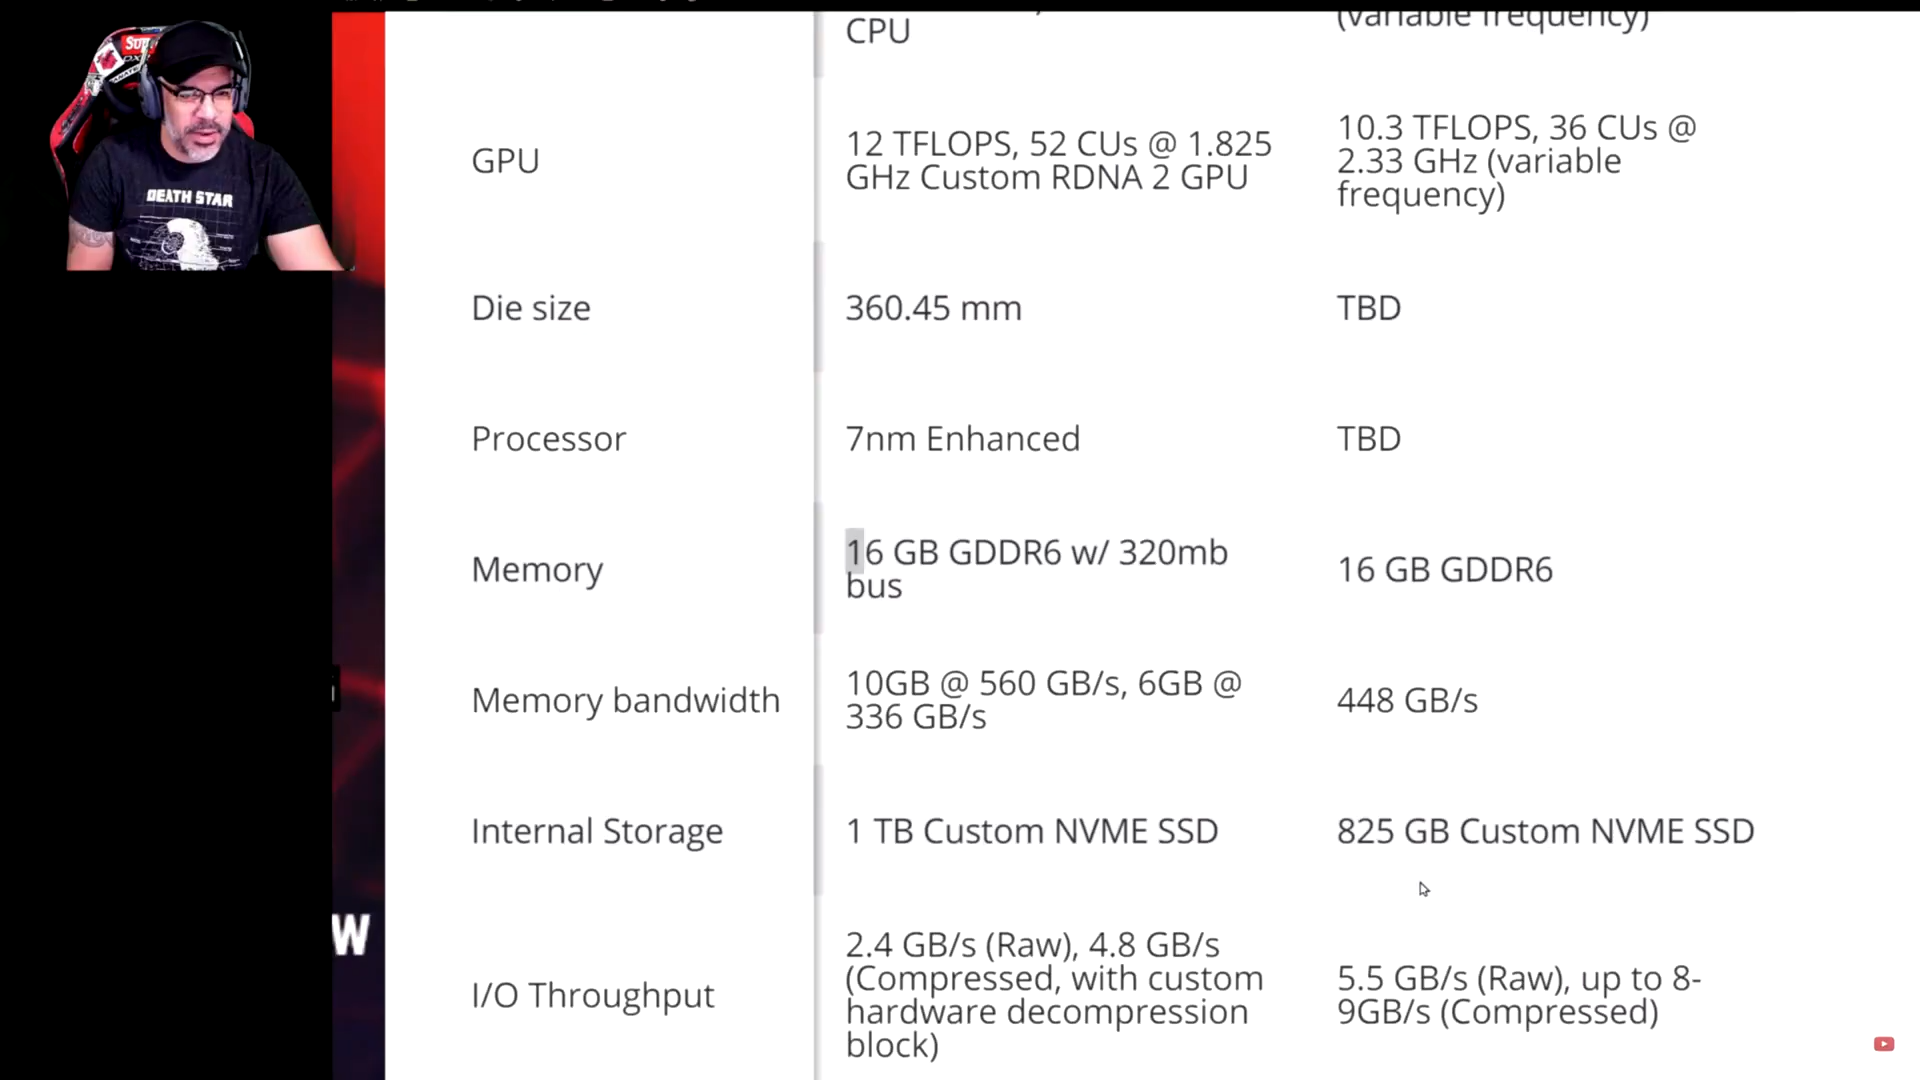 CPU
(variable frequency)
SUP
DEATH STAR
GPU
12 TFLOPS, 52 CUs @ 1.825
GHz Custom RDNA 2 GPU
10.3 TFLOPS, 36 CUs @
2.33 GHz (variable
frequency)
Die size
360.45 mm
TBD
Processor
7nm Enhanced
TBD
Memory
16 GB GDDR6 w/ 320mb
bus
16 GB GDDR6
Memory bandwidth
10GB @ 560 GB/s, 6GB @
336 GB/s
448 GB/s
Internal Storage
1 TB Custom NVME SSD
825 GB Custom NVME SSD
W
I/O Throughput
2.4 GB/s (Raw), 4.8 GB/s
(Compressed, with custom
hardware decompression
block)
5.5 GB/s (Raw), up to 8-
9GB/s (Compressed)